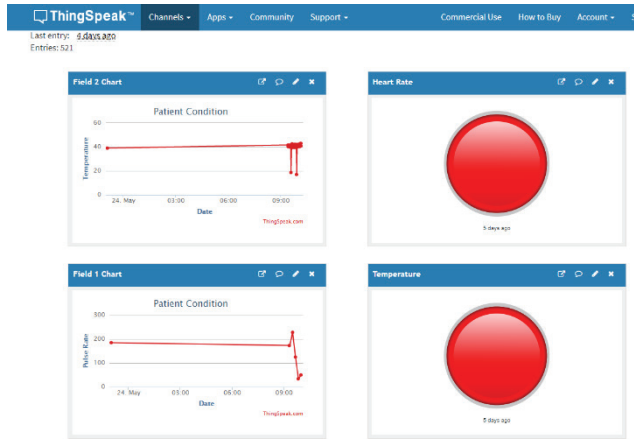 ThingSpeak™ Channels Apps Community Support Commercial Use How to Buy Account
Last entry: 4 days ago
Entries: 521
Field 2 Chart
Patient Condition
60
40
20
0
Temperature
24. May 03:00 06:00 09:00
Date
ThingSpeak.com
Heart Rate
5 days ago
Field 1 Chart
Patient Condition
300
200
100
0
Pulse Rate
24. May 03:00 06:00 09:00
Date
ThingSpeak.com
Temperature
5 days ago